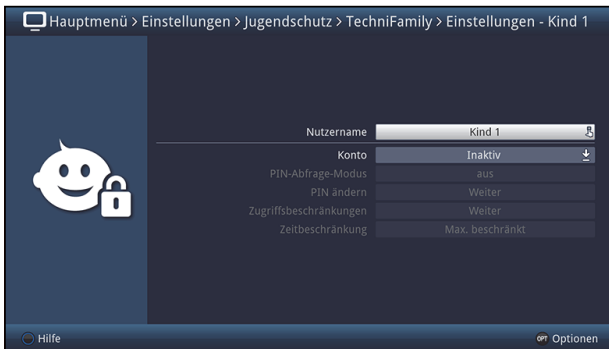 Hauptmenü > Einstellungen > Jugendschutz > TechniFamily > Einstellungen - Kind 1
Nutzername Kind 1
Konto Inaktiv
PIN-Abfrage-Modus aus
PIN ändern Weiter
Zugriffsbeschränkungen Weiter
Zeitbeschränkung Max. beschränkt
Hilfe OPT Optionen